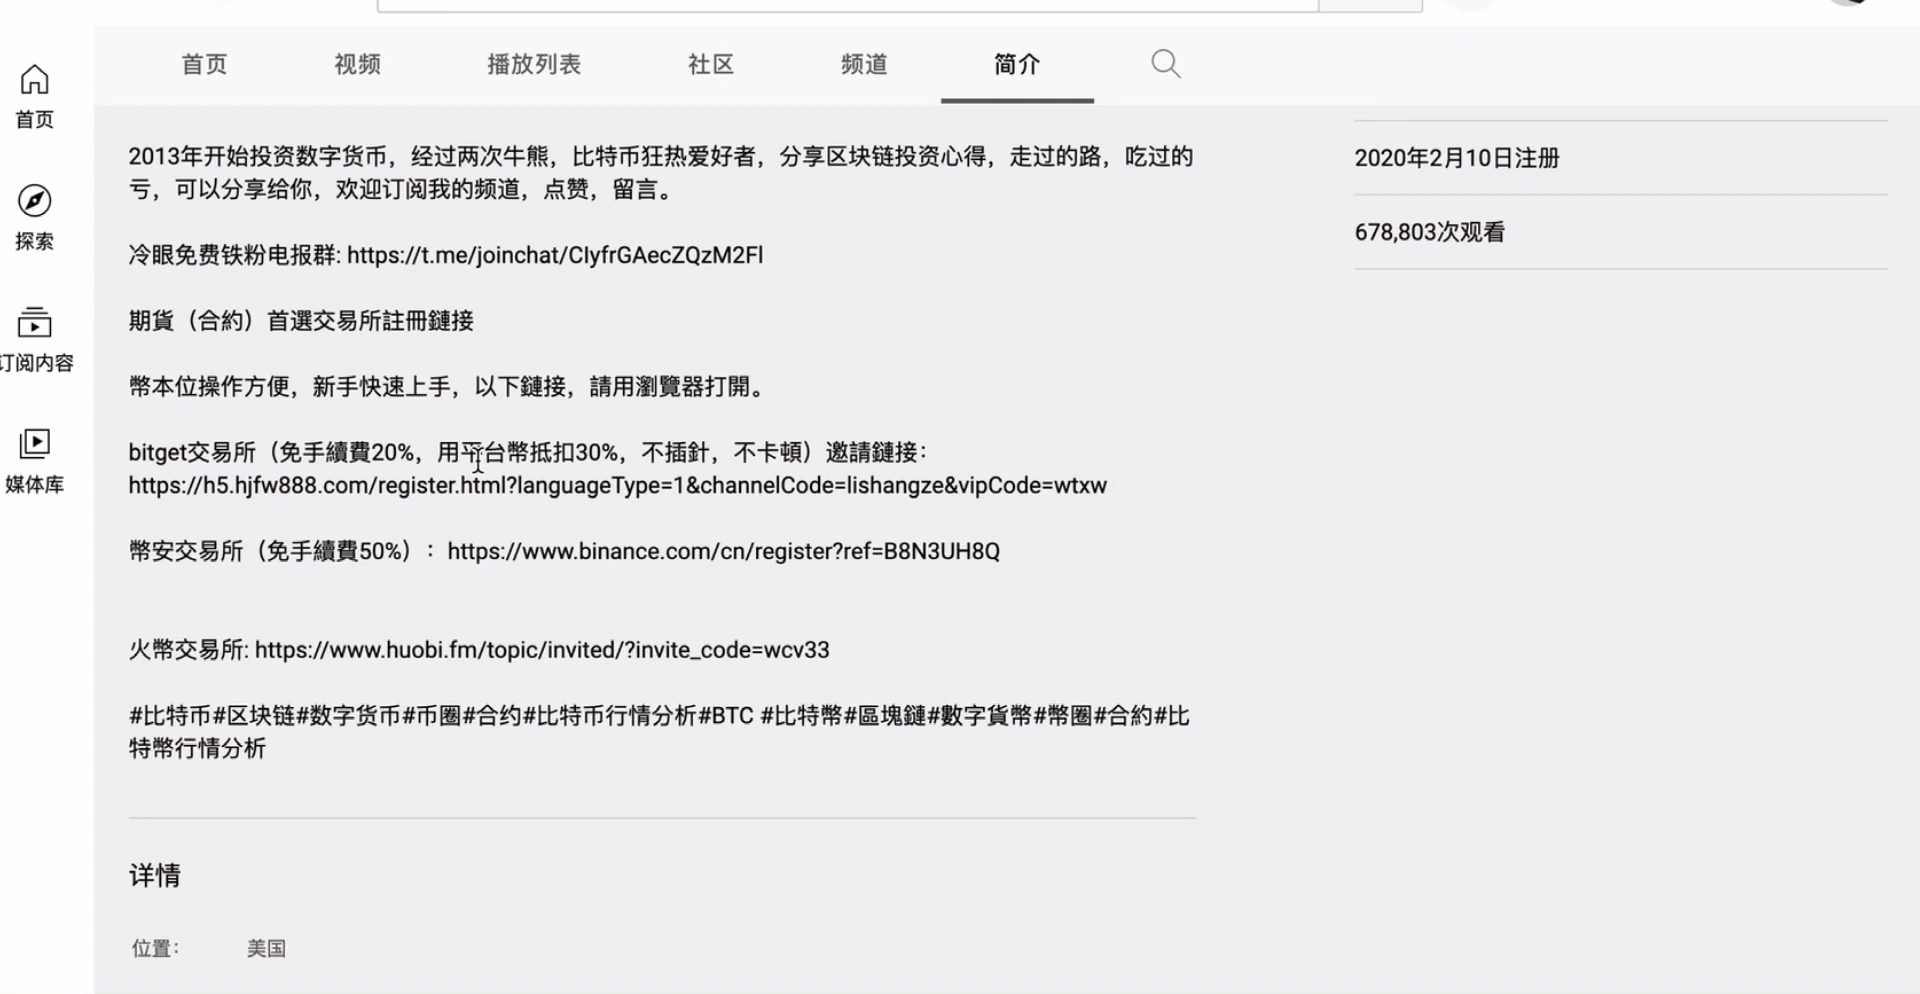 首页 视频 播放列表 社区 频道 简介
首页
探索
订阅内容
媒体库
2013年开始投资数字货币，经过两次牛熊，比特币狂热爱好者，分享区块链投资心得，走过的路，吃过的
亏，可以分享给你，欢迎订阅我的频道，点赞，留言。
冷眼免费铁粉电报群: https://t.me/joinchat/CIyfrGAecZQzM2Fl
期貨（合約）首選交易所註冊鏈接
幣本位操作方便，新手快速上手，以下鏈接，請用瀏覽器打開。
bitget交易所（免手續費20%，用平台幣抵扣30%，不插針，不卡頓）邀請鏈接：
https://h5.hjfw888.com/register.html?languageType=1&channelCode=lishangze&vipCode=wtxw
幣安交易所（免手續費50%）：https://www.binance.com/cn/register?ref=B8N3UH8Q
火幣交易所: https://www.huobi.fm/topic/invited/?invite_code=wcv33
#比特币#区块链#数字货币#币圈#合约#比特币行情分析#BTC #比特幣#區塊鏈#數字貨幣#幣圈#合約#比
特幣行情分析
详情
位置： 美国
2020年2月10日注册
678,803次观看